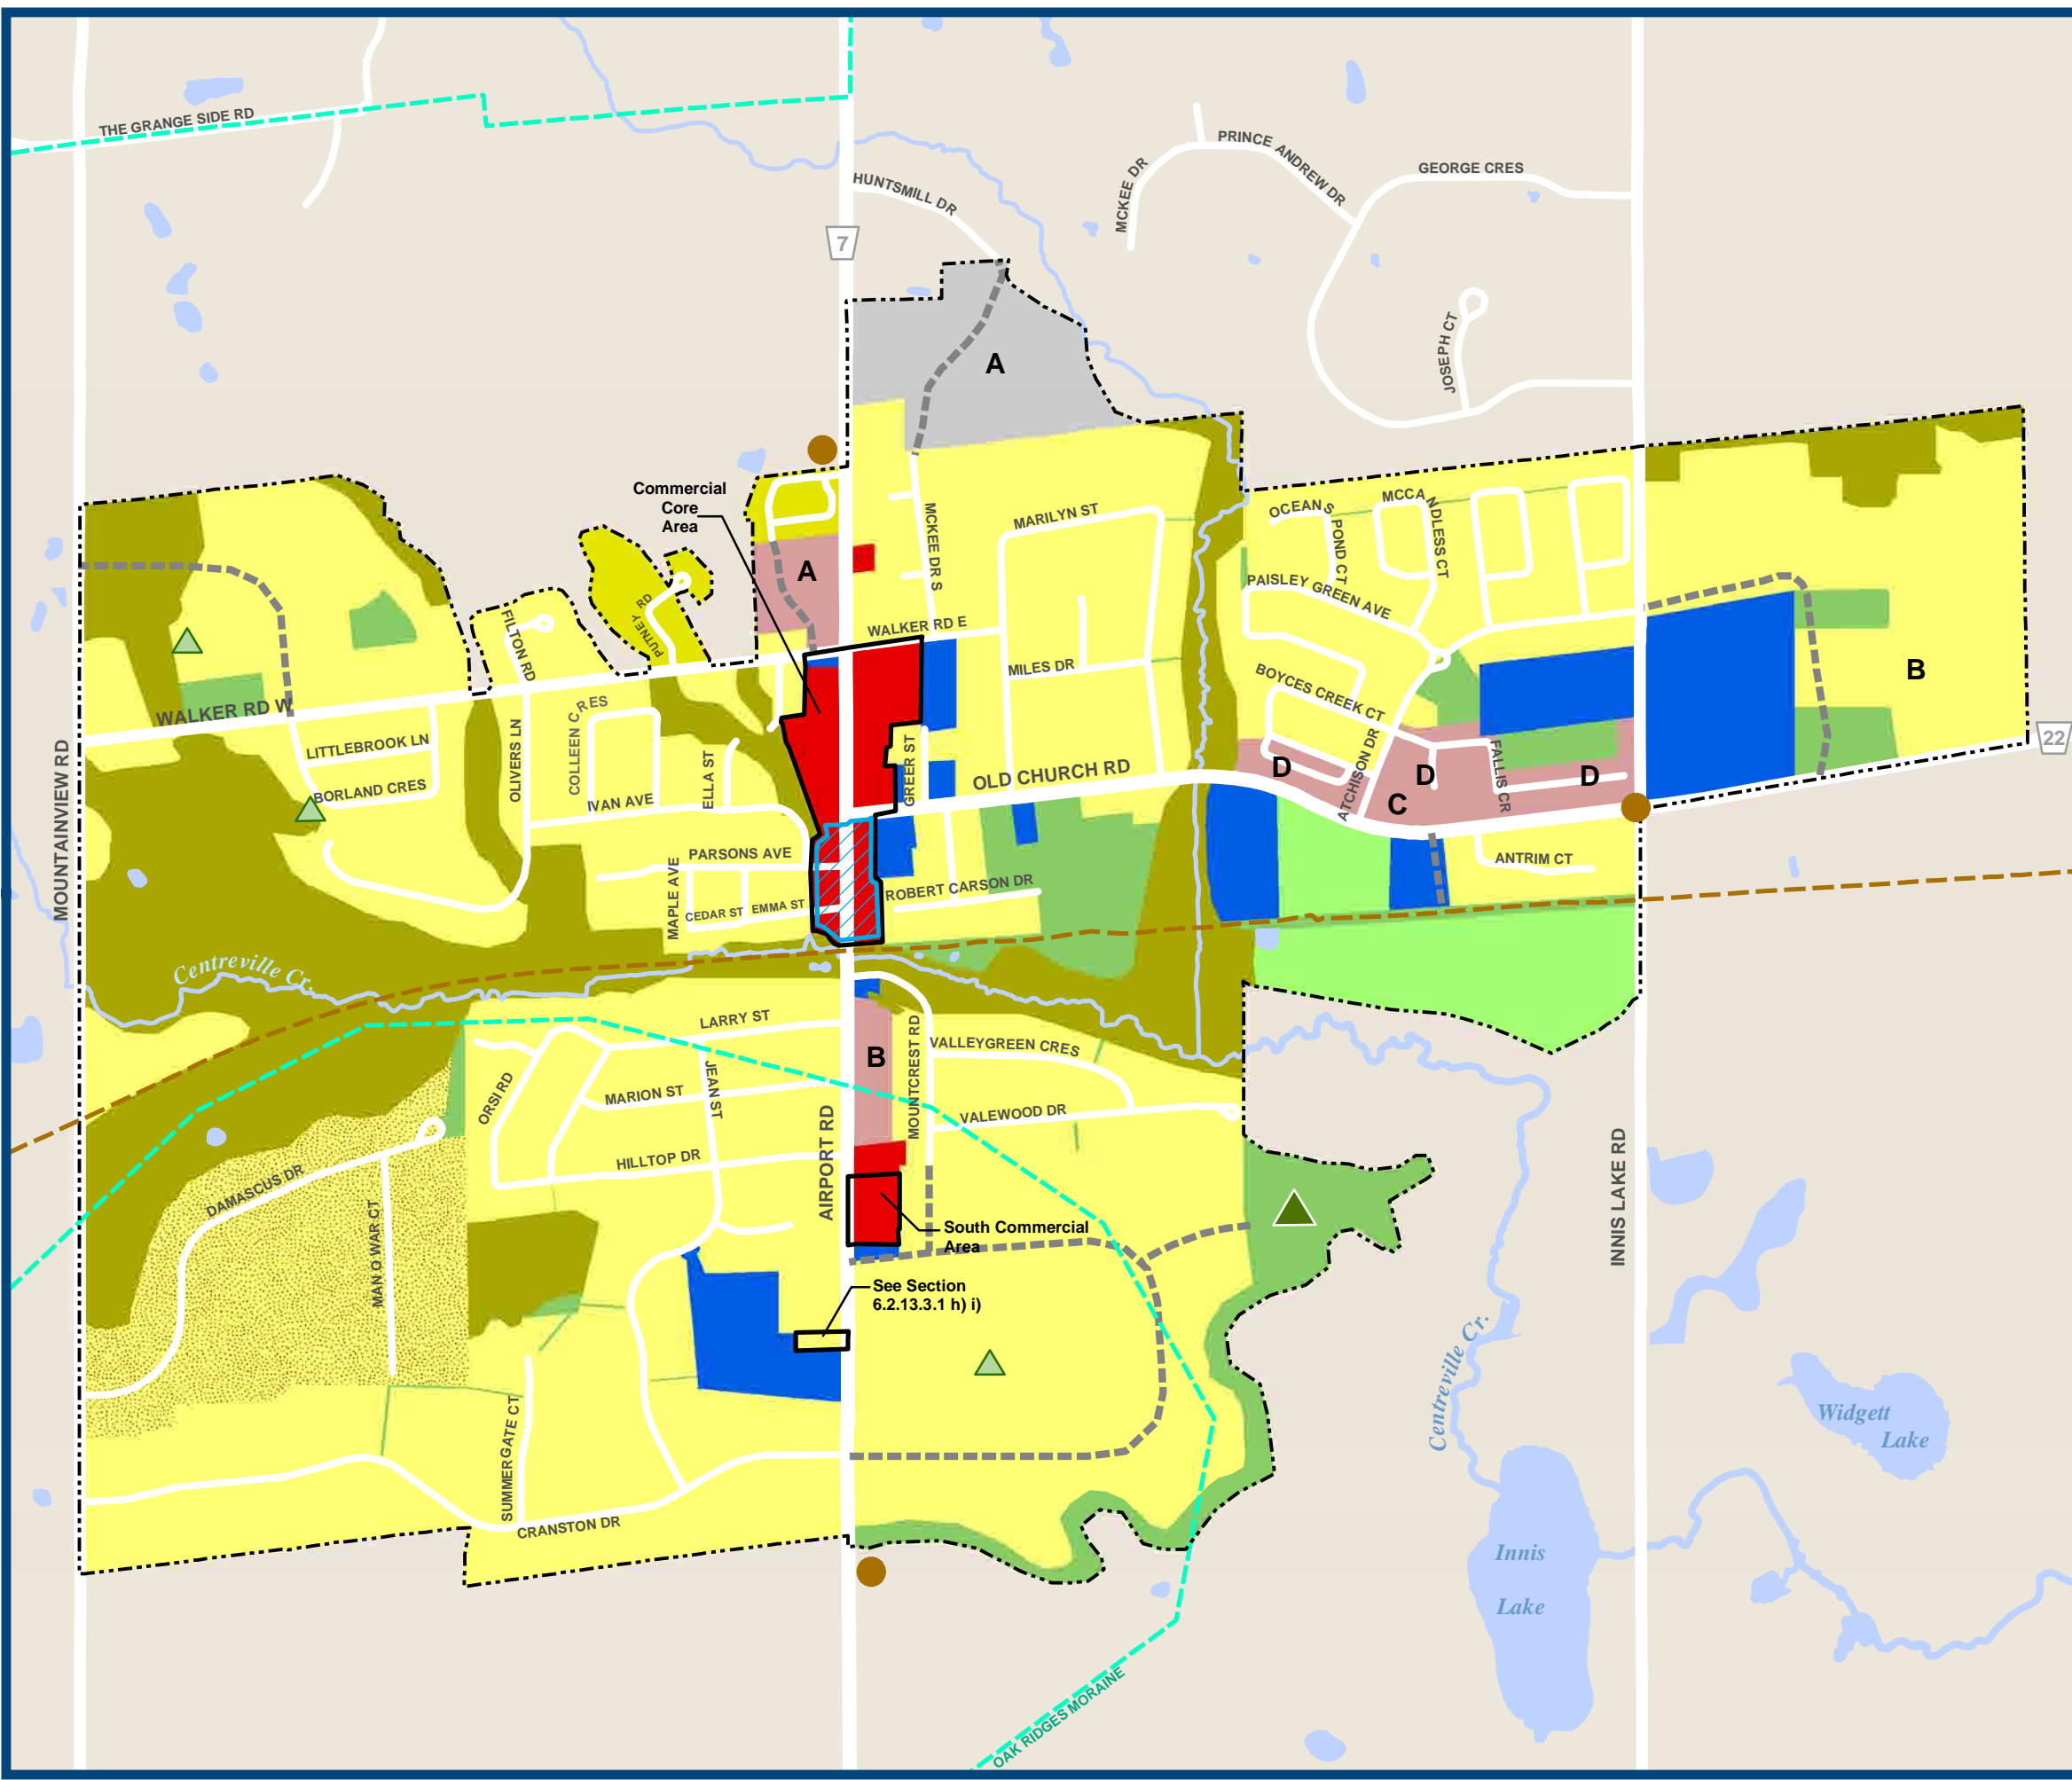 THE GRANGE SIDE RD
HUNTSMILL DR
7
MCKEE DR
PRINCE ANDREW DR
GEORGE CRES
JOSEPH CT
A
Commercial
Core
Area
MCKEE DR S
MARILYN ST
OCEANS
POND CT
MCCA
NDLESS CT
A
PAISLEY GREEN AVE
FILTON RD
PUTNEY RD
WALKER RD E
MILES DR
BOYCES CREEK CT
B
WALKER RD W
LITTLEBROOK LN
BORLAND CRES
OLIVERS LN
COLLEEN CRES
IVAN AVE
ELLA ST
GREER ST
OLD CHURCH RD
ATCHISON DR
FALLIS CR
D
D
D
C
22
MOUNTAINVIEW RD
PARSONS AVE
MAPLE AVE
CEDAR ST
EMMA ST
ROBERT CARSON DR
ANTRIM CT
Centreville Cr.
LARRY ST
B
MOUNTCREST RD
VALLEYGREEN CRES
ORSI RD
MARION ST
JEAN ST
VALEWOOD DR
AIRPORT RD
HILLTOP DR
DAMASCUS DR
MAN O WAR CT
INNIS LAKE RD
South Commercial
Area
See Section
6.2.13.3.1 h) i)
Centreville Cr.
SUMMERGATE CT
CRANSTON DR
Widgett
Lake
Innis
Lake
OAK RIDGES MORAINE